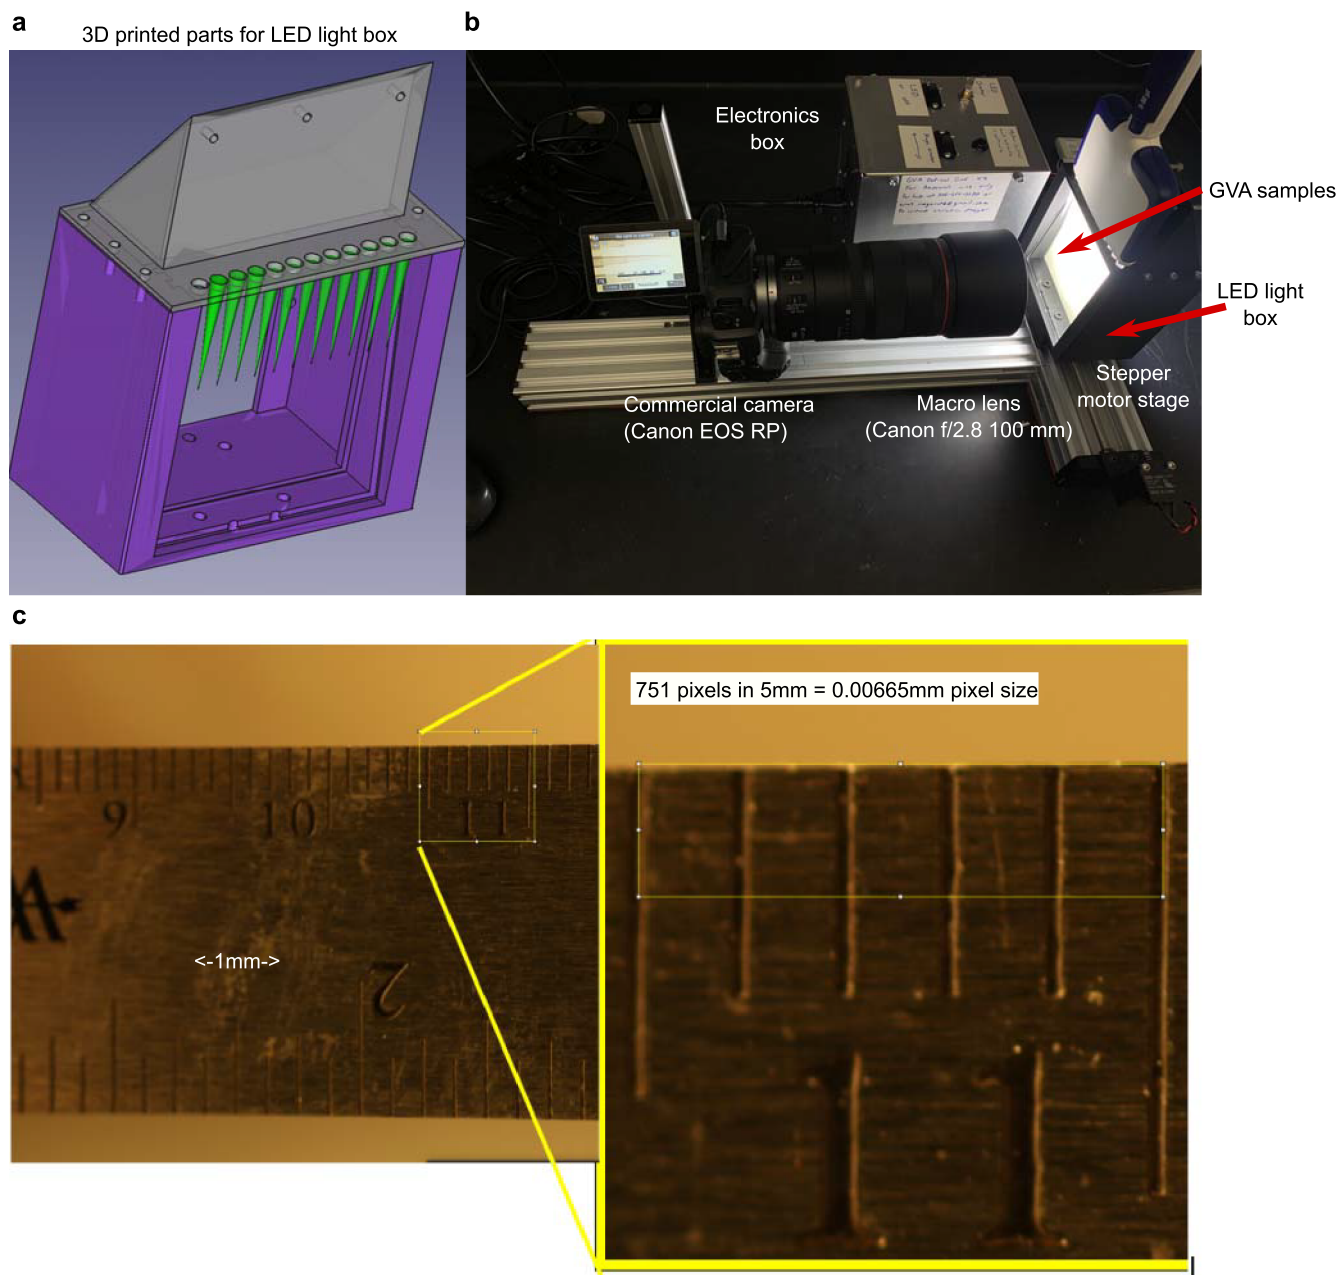 a
3D printed parts for LED light box
b
Electronics
box
GVA samples
LED light
box
Stepper
motor stage
Commercial camera
(Canon EOS RP)
Macro lens
(Canon f/2.8 100 mm)
c
9
10
11
2
<-1mm->
751 pixels in 5mm = 0.00665mm pixel size
11